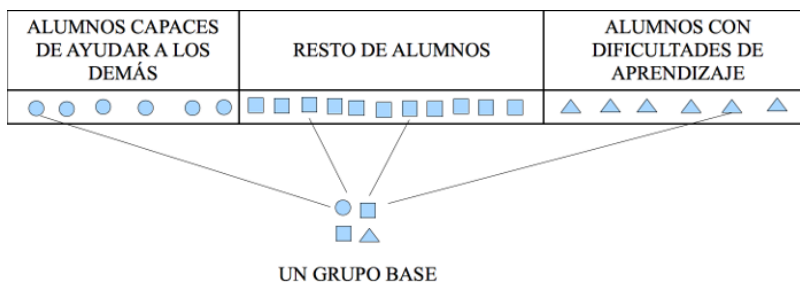 ALUMNOS CAPACES
DE AYUDAR A LOS
DEMÁS
RESTO DE ALUMNOS
ALUMNOS CON
DIFICULTADES DE
APRENDIZAJE
UN GRUPO BASE